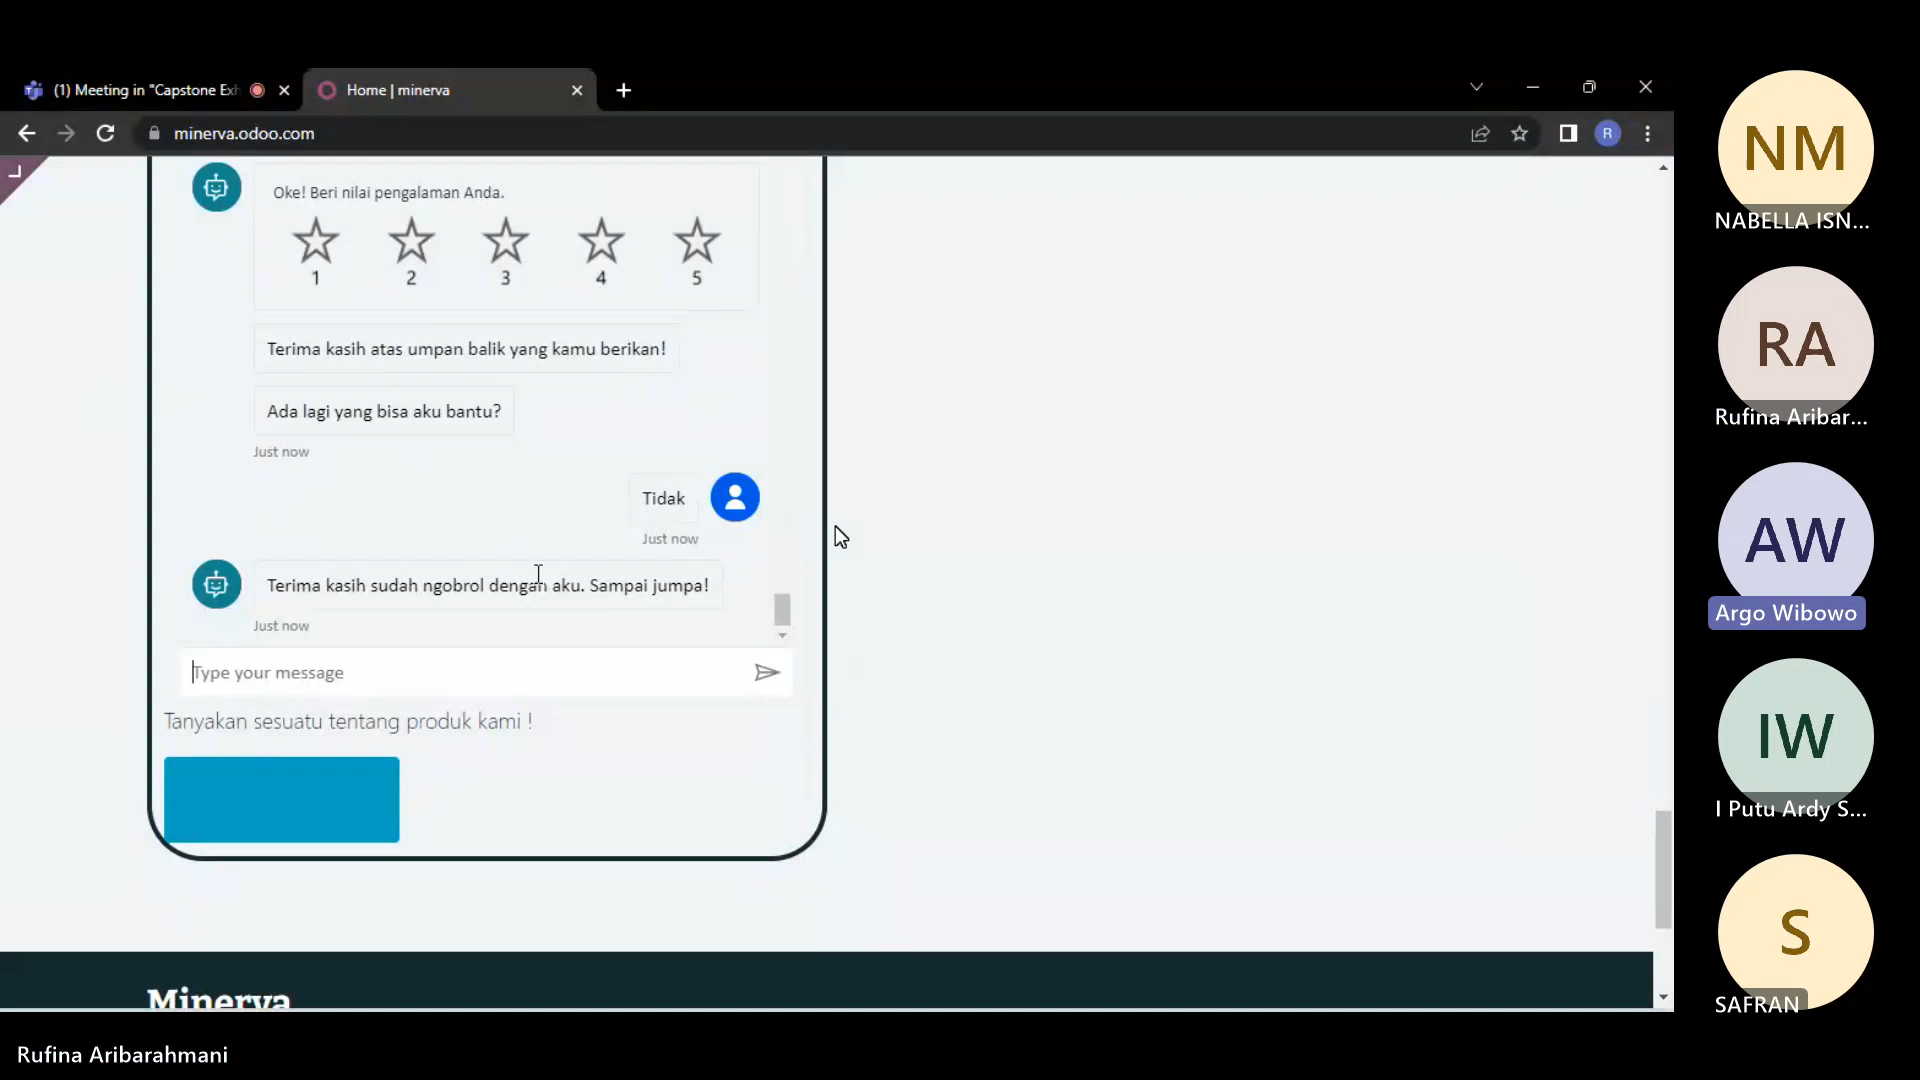 (1) Meeting in "Capstone Exh
Home | minerva
minerva.odoo.com
R
Oke! Beri nilai pengalaman Anda.
1 2 3 4 5
Terima kasih atas umpan balik yang kamu berikan!
Ada lagi yang bisa aku bantu?
Just now
Tidak
Just now
Terima kasih sudah ngobrol dengan aku. Sampai jumpa!
Just now
Type your message
Tanyakan sesuatu tentang produk kami !
Minerva
Rufina Aribarahmani
NM
NABELLA ISN...
RA
Rufina Aribar...
AW
Argo Wibowo
IW
I Putu Ardy S...
S
SAFRAN